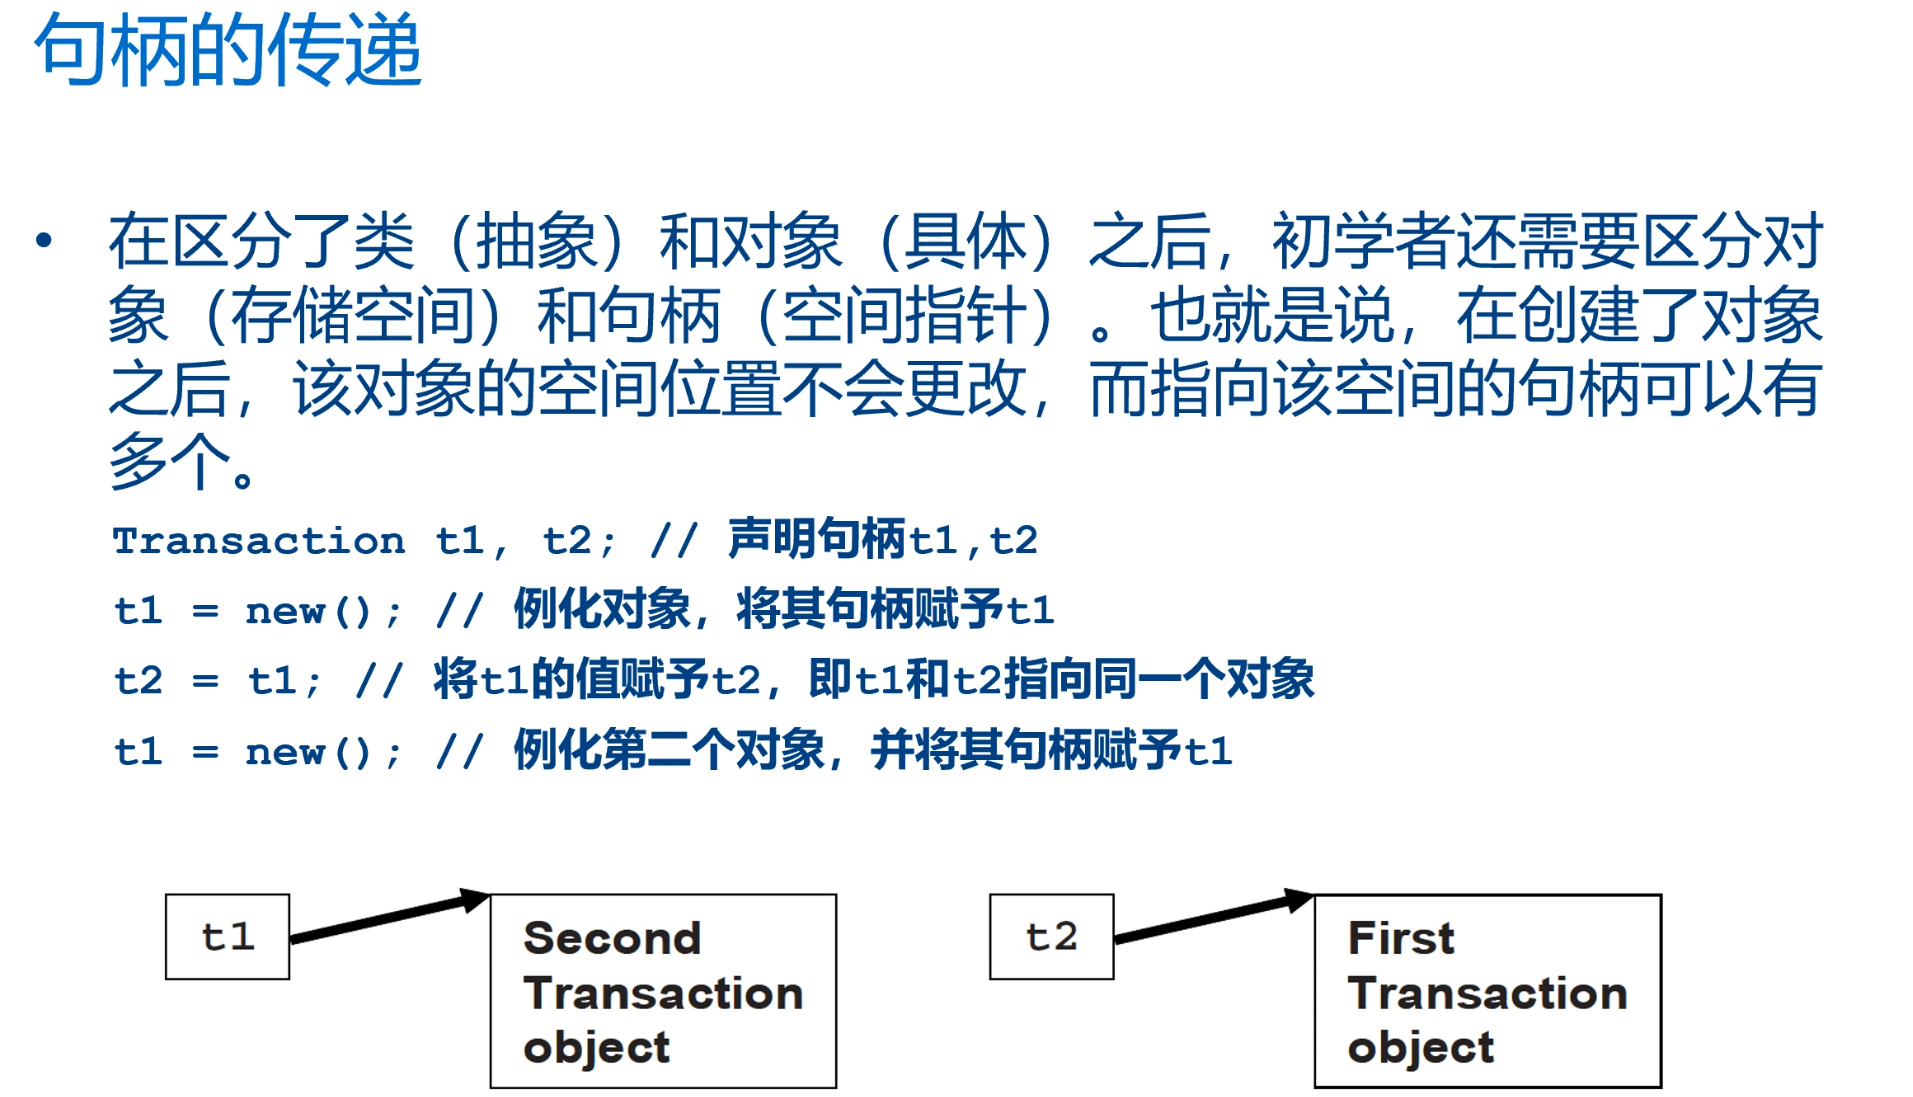 句柄的传递
• 在区分了类（抽象）和对象（具体）之后，初学者还需要区分对
象（存储空间）和句柄（空间指针）。也就是说，在创建了对象
之后，该对象的空间位置不会更改，而指向该空间的句柄可以有
多个。
Transaction t1, t2; // 声明句柄t1,t2
t1 = new(); // 例化对象，将其句柄赋予t1
t2 = t1; // 将t1的值赋予t2，即t1和t2指向同一个对象
t1 = new(); // 例化第二个对象，并将其句柄赋予t1
t1
Second
Transaction
object
t2
First
Transaction
object